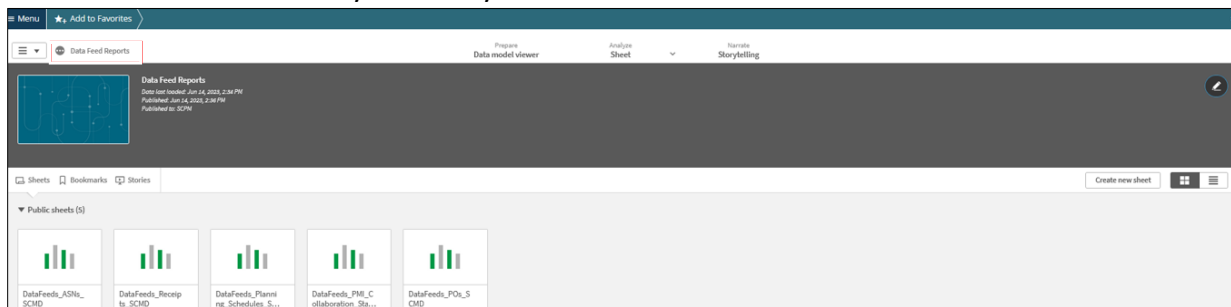 ≡ Menu
Add to Favorites
Data Feed Reports
Prepare
Data model viewer
Analyze
Sheet
Narrate
Storytelling
Data Feed Reports
Data last loaded: Jun 14, 2023, 2:34 PM
Published: Jun 14, 2023, 2:36 PM
Published to: SCPM
Sheets
Bookmarks
Stories
Create new sheet
Public sheets (5)
DataFeeds_ASNs_
SCMD
DataFeeds_Receip
ts_SCMD
DataFeeds_Planni
ng_Schedules_S...
DataFeeds_PMI_C
ollaboration_Sta...
DataFeeds_POs_S
CMD